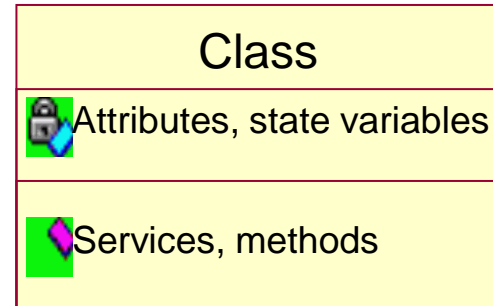 Class
Attributes, state variables
Services, methods